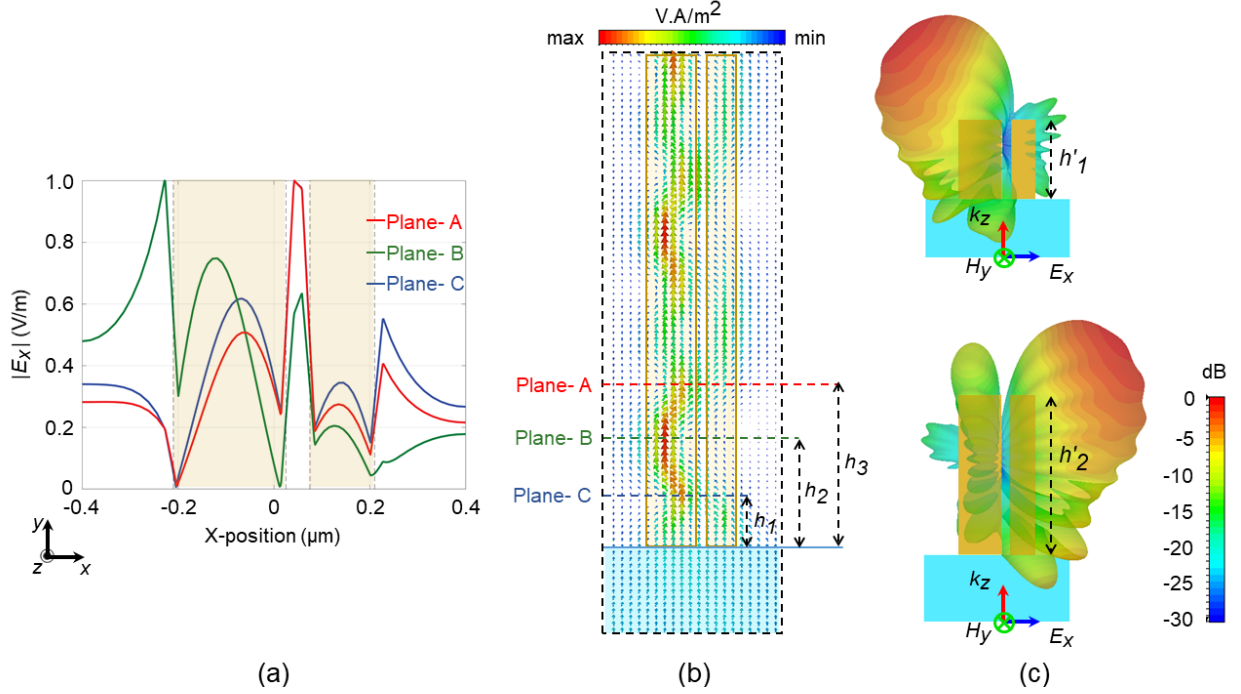 1.0
0.8
0.6
0.4
0.2
0
-0.4
-0.2
0
0.2
0.4
|Ex| (V/m)
X-position (µm)
Plane- A
Plane- B
Plane- C
y
z
x
(a)
V.A/m²
max
min
Plane- A
Plane- B
Plane- C
h1
h2
h3
(b)
h'1
kz
Hy
Ex
h'2
kz
Hy
Ex
dB
0
-5
-10
-15
-20
-25
-30
(c)